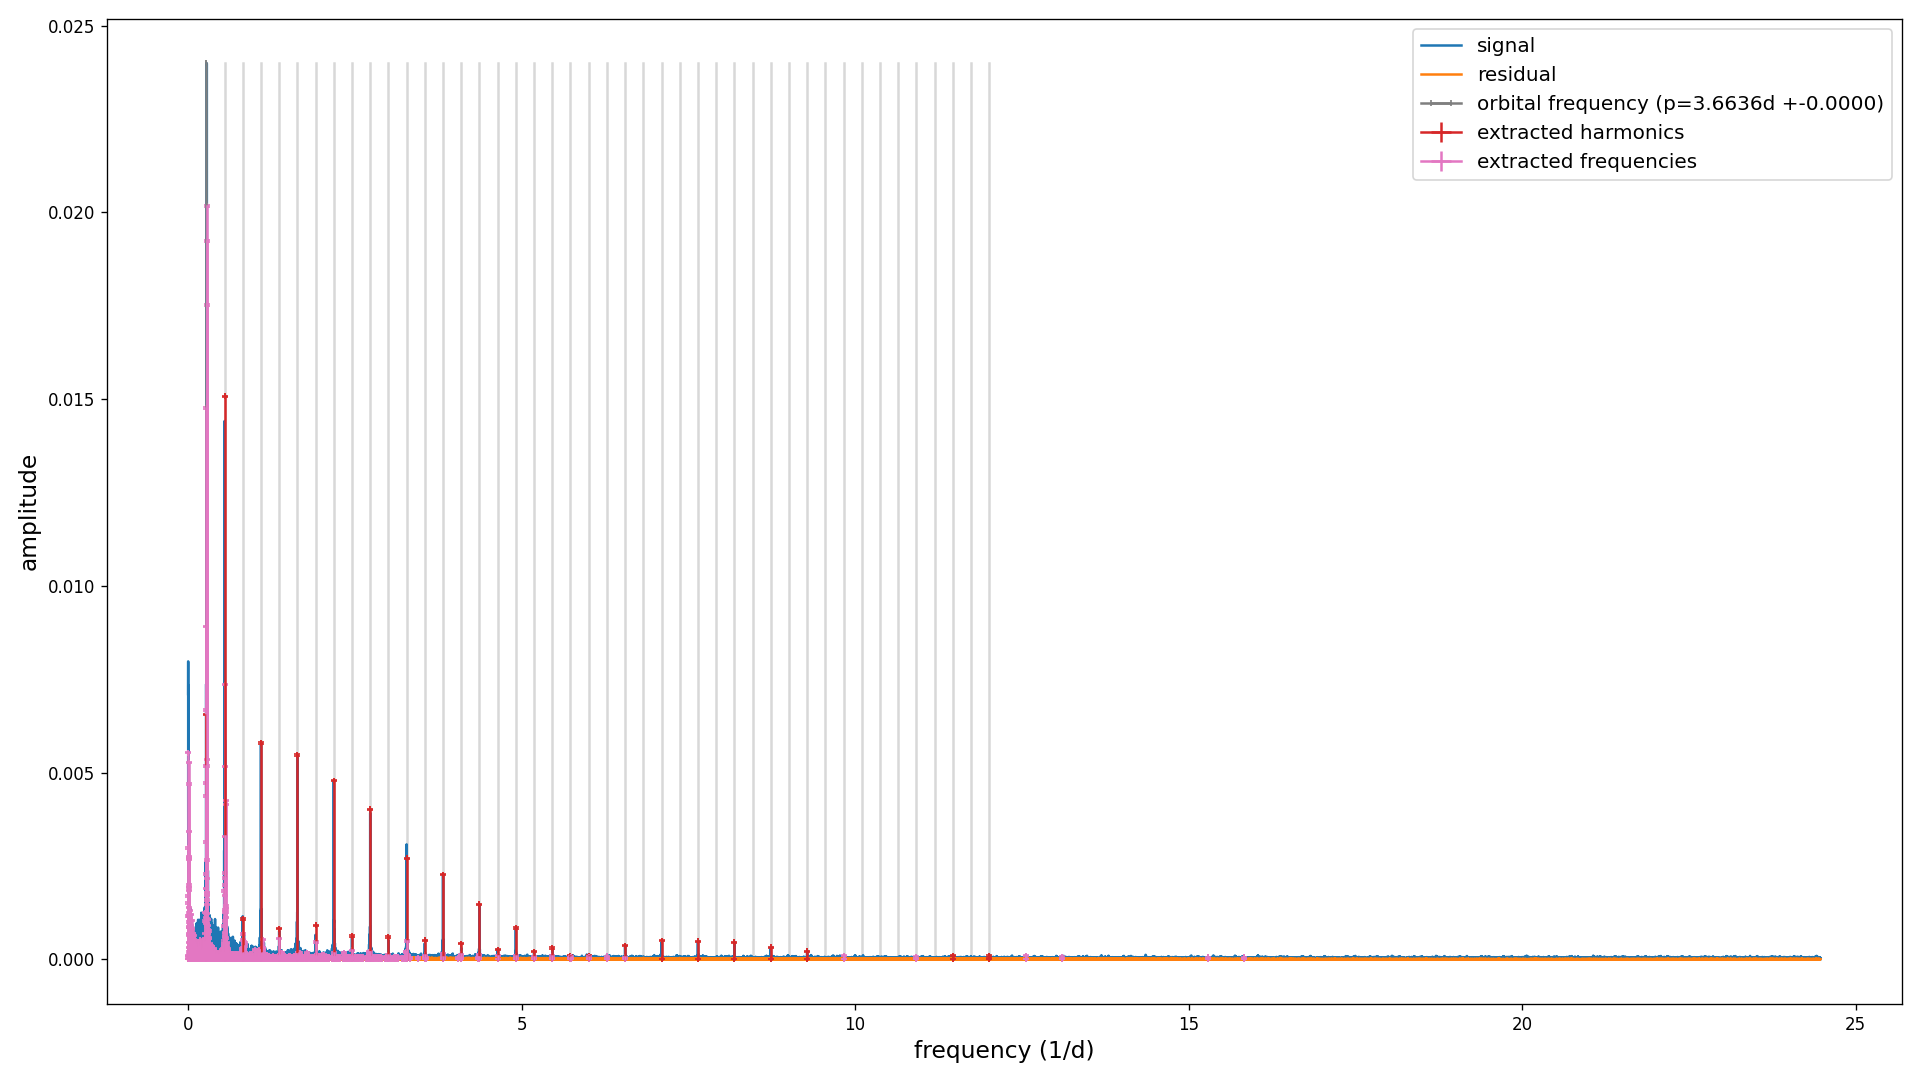 0.025
0.020
0.015
0.010
0.005
0.000
amplitude
signal
residual
orbital frequency (p=3.6636d +-0.0000)
extracted harmonics
extracted frequencies
0 5 10 15 20 25
frequency (1/d)